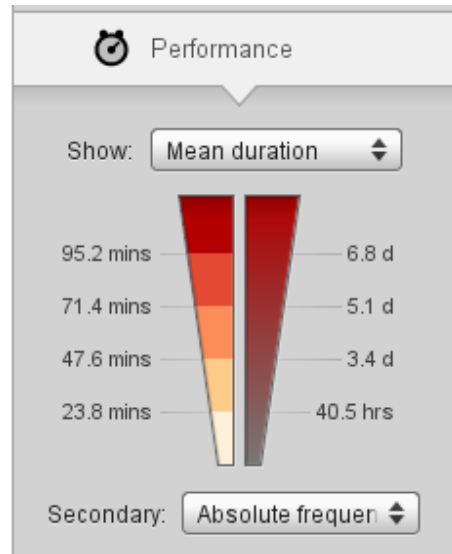 Performance
Show: Mean duration
95.2 mins 6.8 d
71.4 mins 5.1 d
47.6 mins 3.4 d
23.8 mins 40.5 hrs
Secondary: Absolute frequen